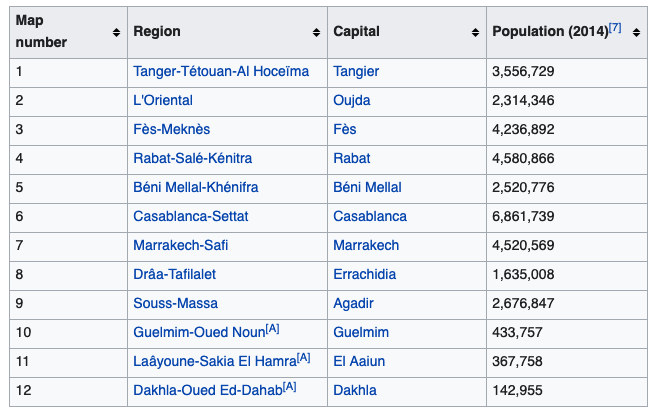 Map number Region Capital Population (2014)[7]
1 Tanger-Tétouan-Al Hoceïma Tangier 3,556,729
2 L'Oriental Oujda 2,314,346
3 Fès-Meknès Fès 4,236,892
4 Rabat-Salé-Kénitra Rabat 4,580,866
5 Béni Mellal-Khénifra Béni Mellal 2,520,776
6 Casablanca-Settat Casablanca 6,861,739
7 Marrakech-Safi Marrakech 4,520,569
8 Drâa-Tafilalet Errachidia 1,635,008
9 Souss-Massa Agadir 2,676,847
10 Guelmim-Oued Noun[A] Guelmim 433,757
11 Laâyoune-Sakia El Hamra[A] El Aaiun 367,758
12 Dakhla-Oued Ed-Dahab[A] Dakhla 142,955